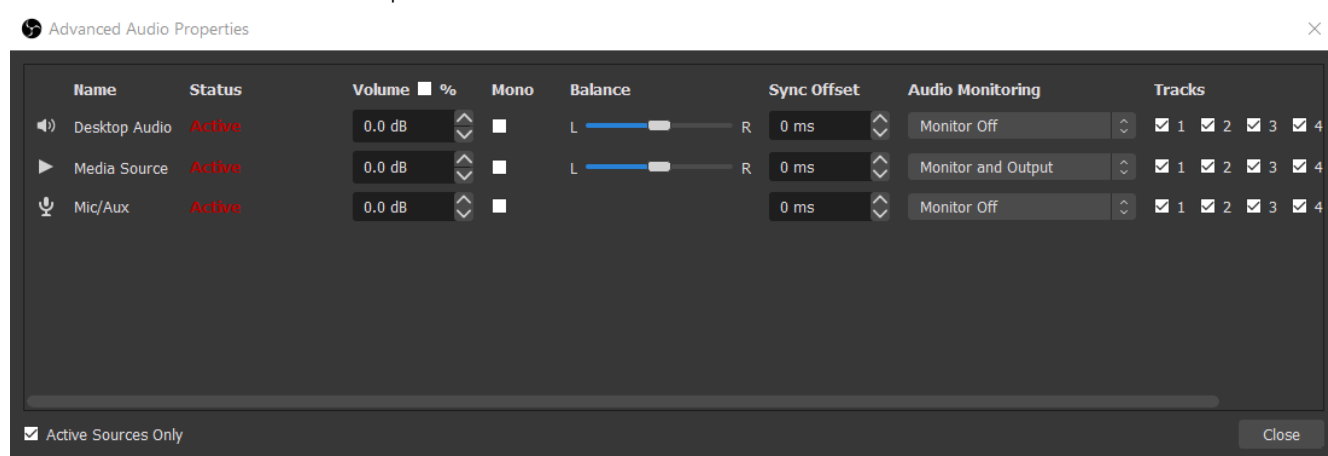 Advanced Audio Properties
Name Status Volume % Mono Balance Sync Offset Audio Monitoring Tracks
Desktop Audio Active 0.0 dB L R 0 ms Monitor Off 1 2 3 4
Media Source Active 0.0 dB L R 0 ms Monitor and Output 1 2 3 4
Mic/Aux Active 0.0 dB 0 ms Monitor Off 1 2 3 4
Active Sources Only Close